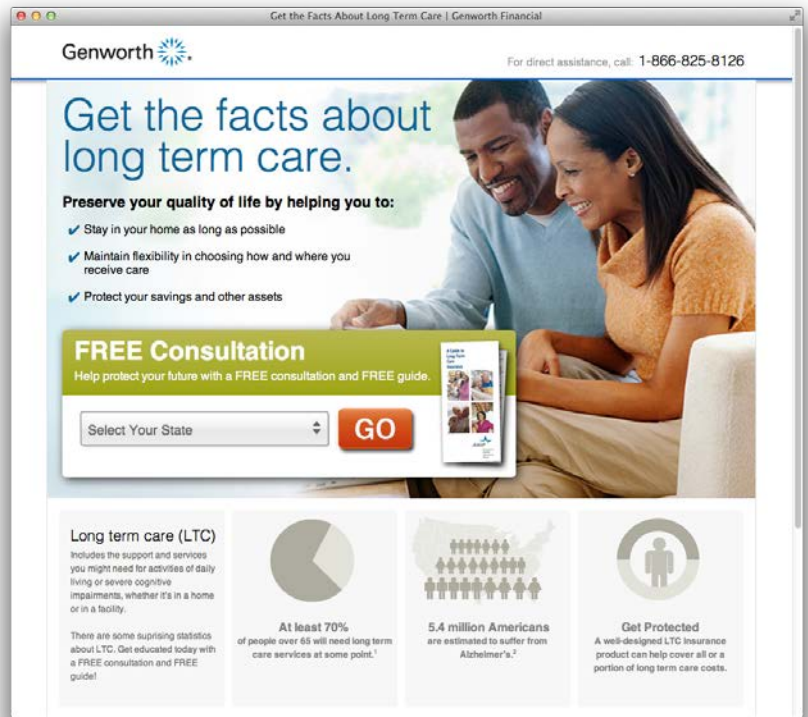 Get the Facts About Long Term Care | Genworth Financial
Genworth
For direct assistance, call: 1-866-825-8126
Get the facts about
long term care.
Preserve your quality of life by helping you to:
Stay in your home as long as possible
Maintain flexibility in choosing how and where you
receive care
Protect your savings and other assets
FREE Consultation
Help protect your future with a FREE consultation and FREE guide.
A Guide to
Long Term
Care
Insurance
Select Your State
GO
Long term care (LTC)
Includes the support and services
you might need for activities of daily
living or severe cognitive
impairments, whether it's in a home
or in a facility.
There are some suprising statistics
about LTC. Get educated today with
a FREE consultation and FREE
guide!
At least 70%
of people over 65 will need long term
care services at some point.1
5.4 million Americans
are estimated to suffer from
Alzheimer's.2
Get Protected
A well-designed LTC Insurance
product can help cover all or a
portion of long term care costs.